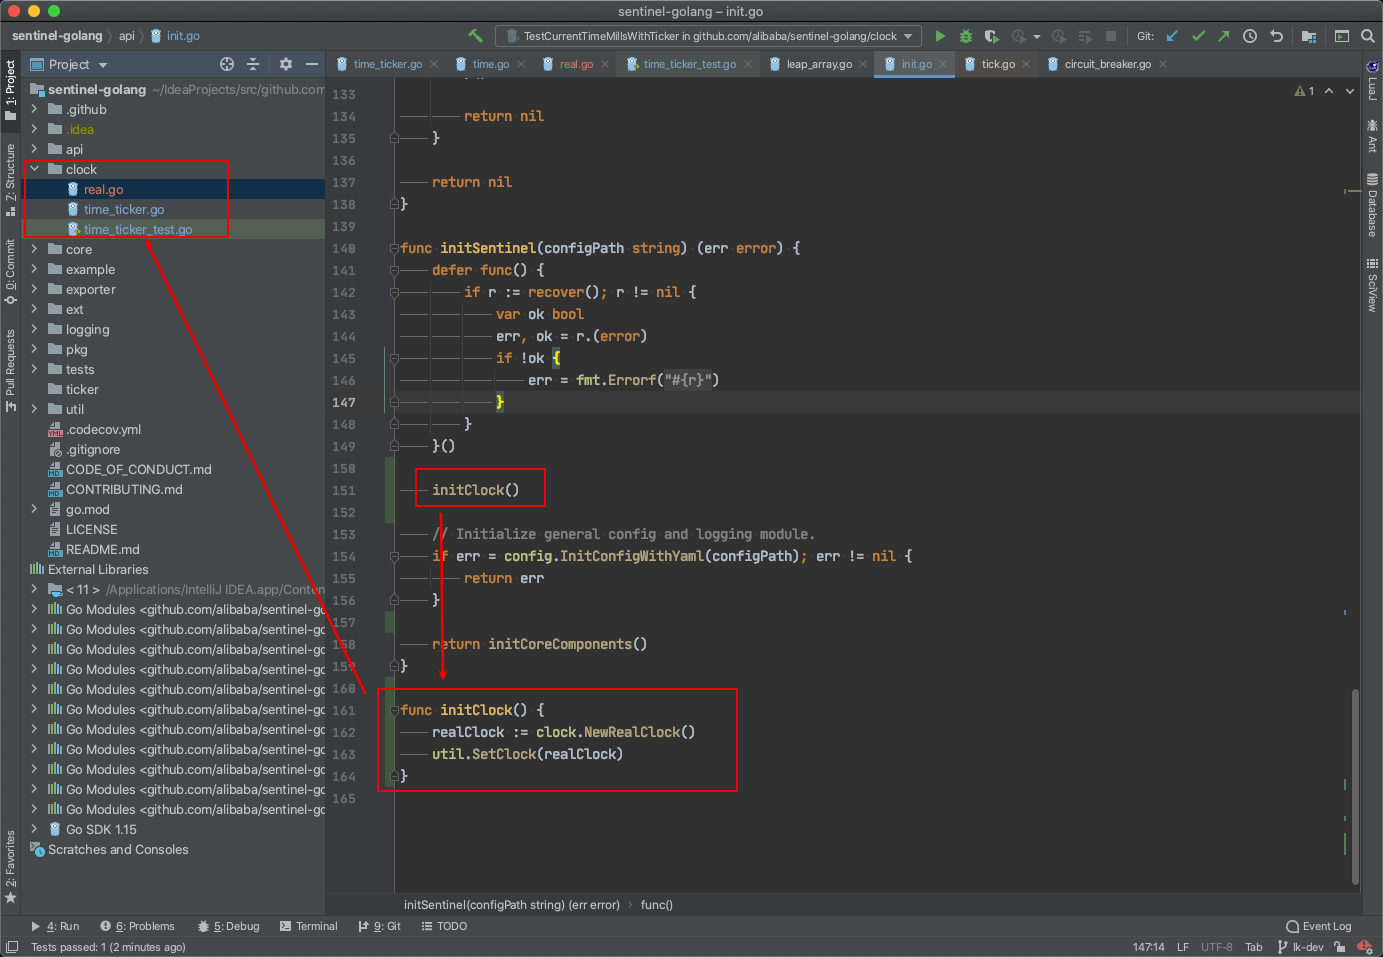 sentinel-golang – init.go
sentinel-golang › api › init.go
TestCurrentTimeMillsWithTicker in github.com/alibaba/sentinel-golang/clock
Git:
Project
time_ticker.go
time.go
real.go
time_ticker_test.go
leap_array.go
init.go
tick.go
circuit_breaker.go
1: Project
Z: Structure
0: Commit
Pull Requests
2: Favorites
sentinel-golang ~/IdeaProjects/src/github.com
.github
.idea
api
clock
real.go
time_ticker.go
time_ticker_test.go
core
example
exporter
ext
logging
pkg
tests
ticker
util
.codecov.yml
.gitignore
CODE_OF_CONDUCT.md
CONTRIBUTING.md
go.mod
LICENSE
README.md
External Libraries
< 11 > /Applications/IntelliJ IDEA.app/Conten
Go Modules <github.com/alibaba/sentinel-go
Go Modules <github.com/alibaba/sentinel-go
Go Modules <github.com/alibaba/sentinel-go
Go Modules <github.com/alibaba/sentinel-go
Go Modules <github.com/alibaba/sentinel-go
Go Modules <github.com/alibaba/sentinel-go
Go Modules <github.com/alibaba/sentinel-go
Go Modules <github.com/alibaba/sentinel-go
Go Modules <github.com/alibaba/sentinel-go
Go Modules <github.com/alibaba/sentinel-go
Go Modules <github.com/alibaba/sentinel-go
Go SDK 1.15
Scratches and Consoles
133
134 return nil
135 }
136
137 return nil
138 }
139
140 func initSentinel(configPath string) (err error) {
141 defer func() {
142 if r := recover(); r != nil {
143 var ok bool
144 err, ok = r.(error)
145 if !ok {
146 err = fmt.Errorf("#{r}")
147 }
148 }
149 }()
150
151 initClock()
152
153 // Initialize general config and logging module.
154 if err = config.InitConfigWithYaml(configPath); err != nil {
155 return err
156 }
157
158 return initCoreComponents()
159 }
160
161 func initClock() {
162 realClock := clock.NewRealClock()
163 util.SetClock(realClock)
164 }
165
1
LuaJ
Ant
Database
SciView
initSentinel(configPath string) (err error) › func()
4: Run
6: Problems
5: Debug
Terminal
9: Git
TODO
Event Log
Tests passed: 1 (2 minutes ago)
147:14 LF UTF-8 Tab lk-dev